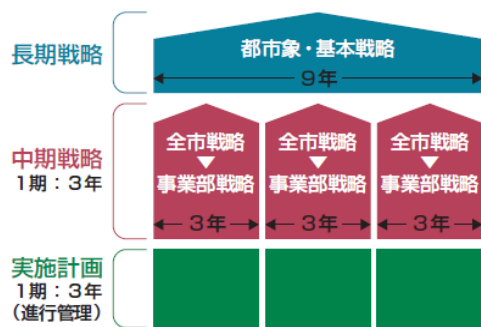 長期戦略
都市象・基本戦略
9年
中期戦略
1期：3年
全市戦略
事業部戦略
3年
全市戦略
事業部戦略
3年
全市戦略
事業部戦略
3年
実施計画
1期：3年
（進行管理）